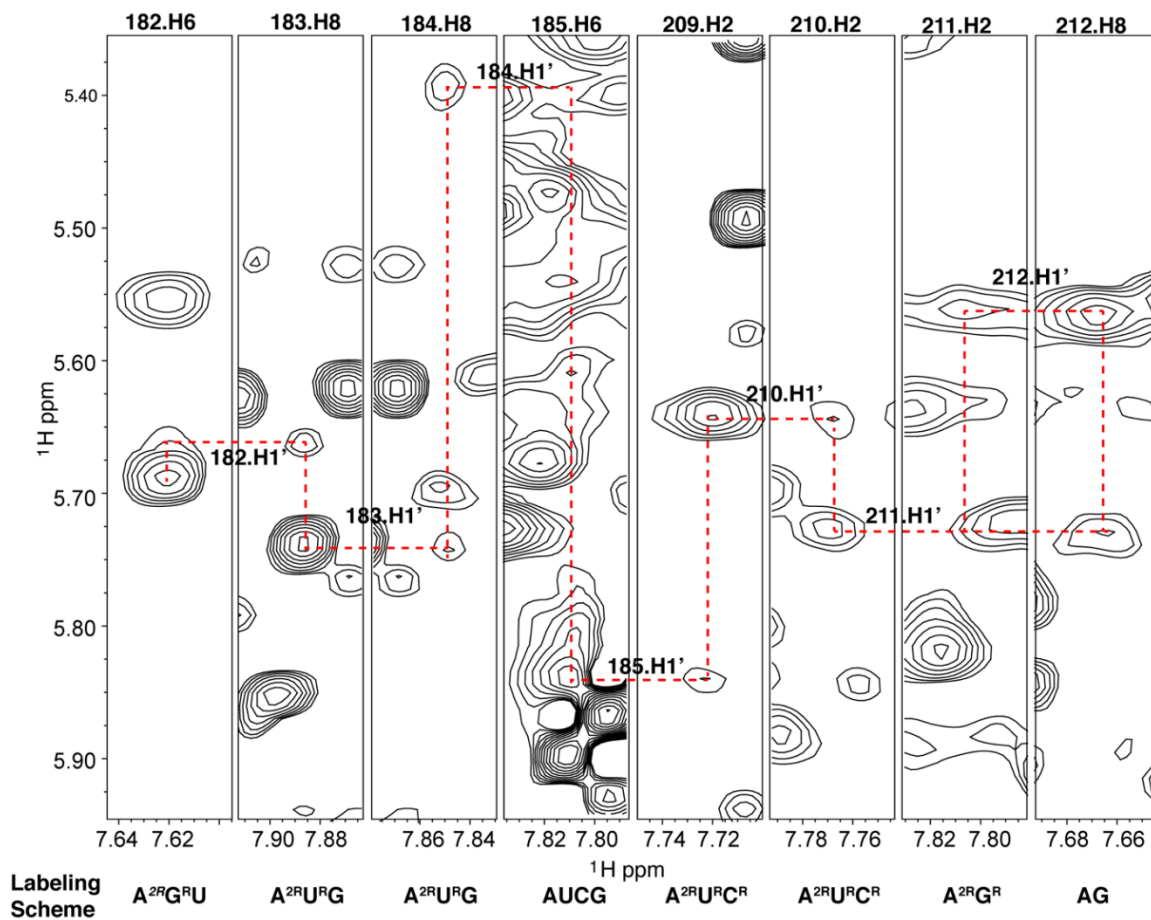 182.H6 183.H8 184.H8 185.H6 209.H2 210.H2 211.H2 212.H8
5.40
5.50
5.60
5.70
5.80
5.90
¹H ppm
184.H1'
212.H1'
210.H1'
182.H1'
183.H1'
211.H1'
185.H1'
7.64 7.62 7.90 7.88 7.85 7.83 7.82 7.80 7.74 7.72 7.78 7.76 7.82 7.80 7.68 7.66
¹H ppm
Labeling
Scheme
A²ᴿGᴿU A²ᴿUᴿG A²ᴿUᴿG AUCG A²ᴿUᴿCᴿ A²ᴿUᴿCᴿ A²ᴿGᴿ AG